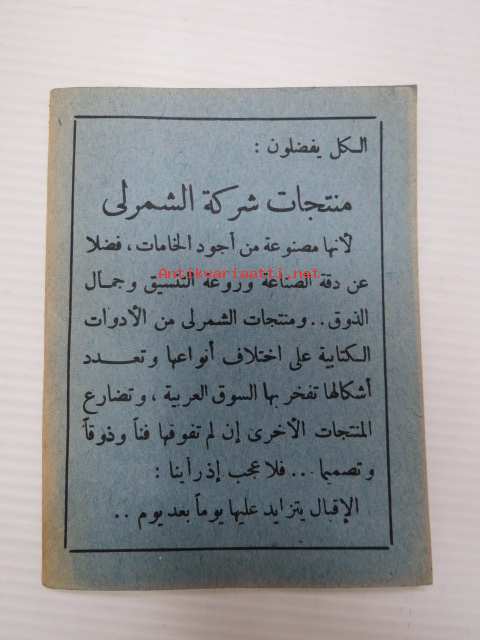 الكل يفضلون :
منتجات شركة الشمرلى
لأنها مصنوعة من أجود الخامات ، فضلا
عن دقة الصناعة وروعة التنسيق وجمال
Antikvariaatti.net
الذوق .. ومنتجات الشمرلى من الأدوات
الكتابية على اختلاف أنواعها وتعدد
أشكالها تفخر بها السوق العربية ، وتضارع
المنتجات الأخرى إن لم تفوقها فناً وذوقاً
وتصميما ... فلا عجب إذ رأينا :
الإقبال يتزايد عليها يوماً بعد يوم ..